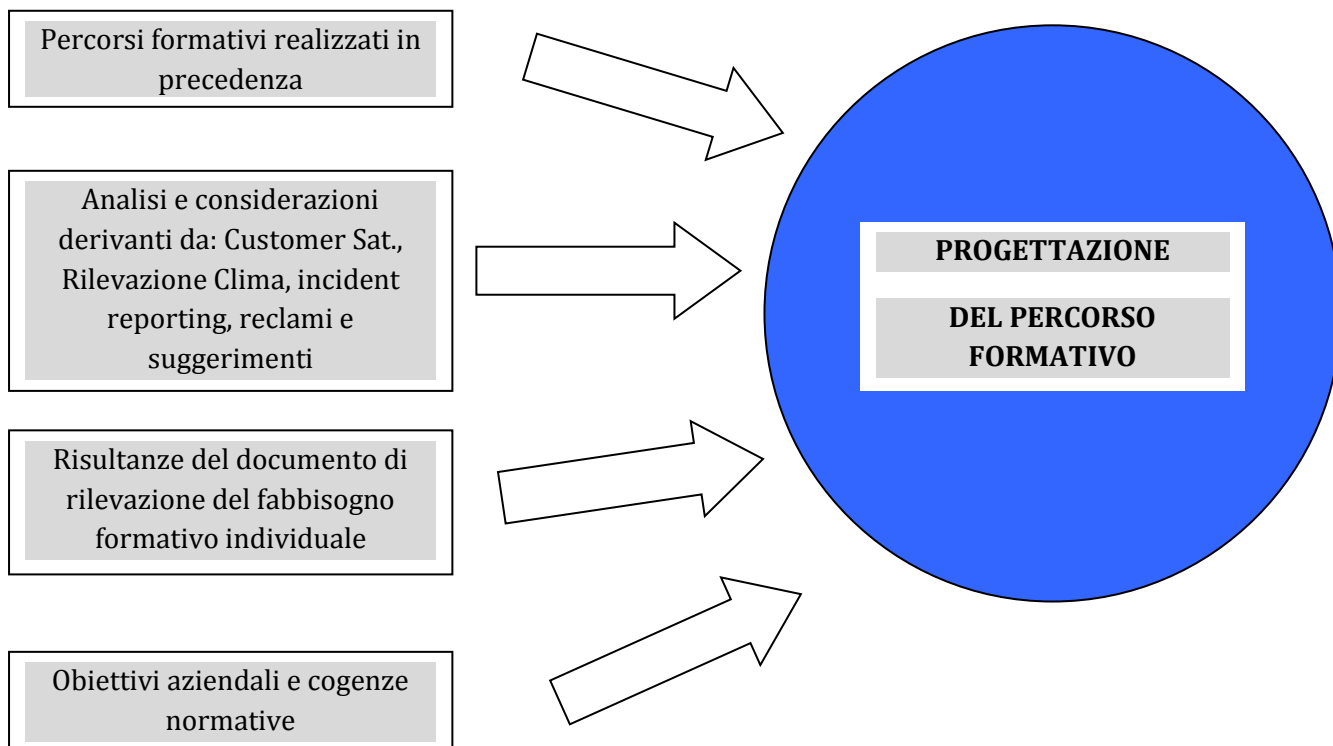 Percorsi formativi realizzati in
precedenza
Analisi e considerazioni
derivanti da: Customer Sat.,
Rilevazione Clima, incident
reporting, reclami e
suggerimenti
Risultanze del documento di
rilevazione del fabbisogno
formativo individuale
Obiettivi aziendali e cogenze
normative
PROGETTAZIONE
DEL PERCORSO
FORMATIVO